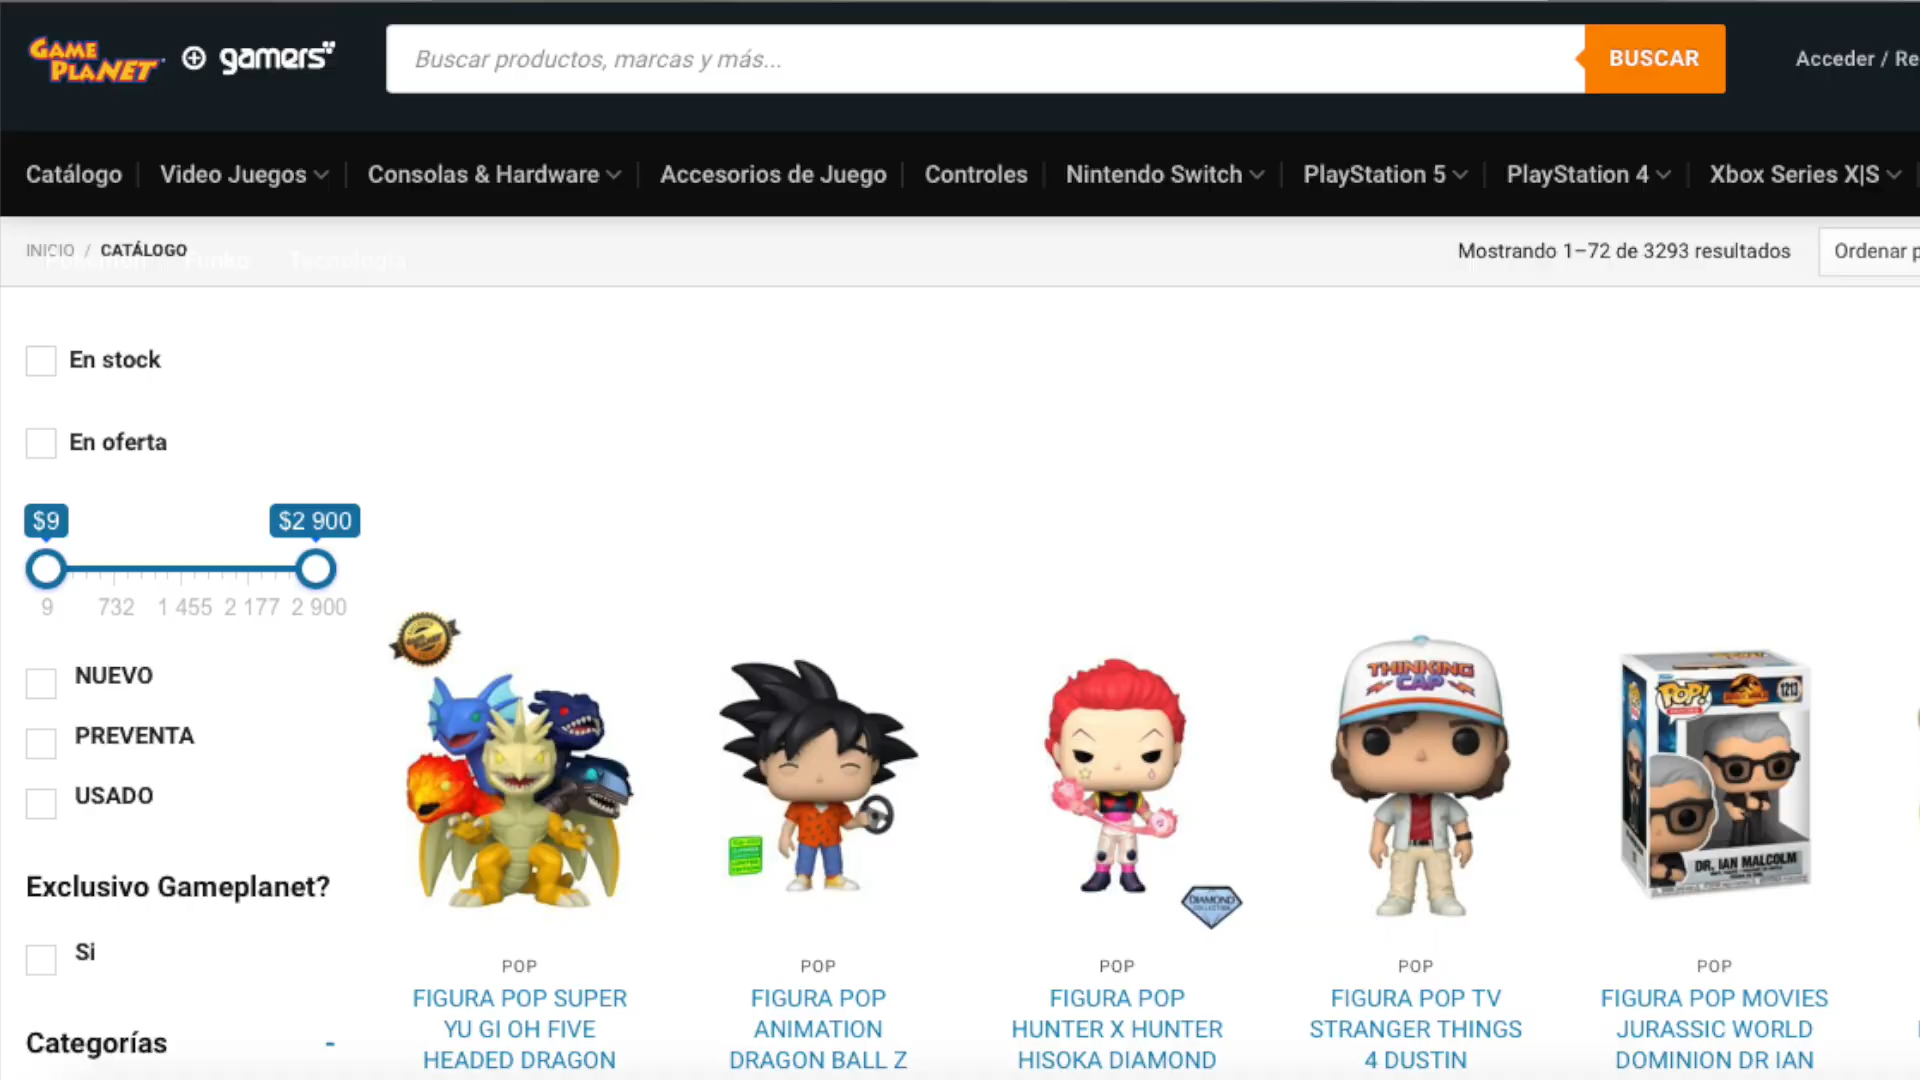 GAME PLANET
gamers
Buscar productos, marcas y más...
BUSCAR
Acceder / Re
Catálogo
Video Juegos
Consolas & Hardware
Accesorios de Juego
Controles
Nintendo Switch
PlayStation 5
PlayStation 4
Xbox Series X|S
INICIO / CATÁLOGO
Funko
Tecnología
Mostrando 1–72 de 3293 resultados
Ordenar p
En stock
En oferta
$9
$2 900
9 732 1 455 2 177 2 900
NUEVO
PREVENTA
USADO
Exclusivo Gameplanet?
Si
Categorías -
THINKING
CAP
POP!
1213
DR. IAN MALCOLM
DIAMOND
COLLECTION
POP
FIGURA POP SUPER
YU GI OH FIVE
HEADED DRAGON
POP
FIGURA POP
ANIMATION
DRAGON BALL Z
POP
FIGURA POP
HUNTER X HUNTER
HISOKA DIAMOND
POP
FIGURA POP TV
STRANGER THINGS
4 DUSTIN
POP
FIGURA POP MOVIES
JURASSIC WORLD
DOMINION DR IAN